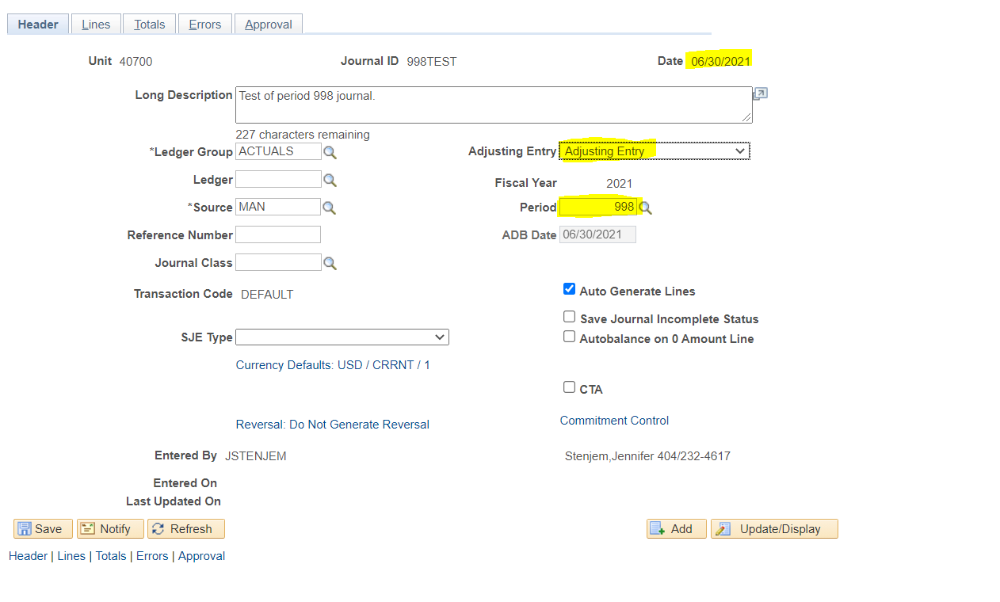 Header Lines Totals Errors Approval
Unit 40700 Journal ID 998TEST Date 06/30/2021
Long Description Test of period 998 journal.
227 characters remaining
*Ledger Group ACTUALS Adjusting Entry Adjusting Entry
Ledger Fiscal Year 2021
*Source MAN Period 998
Reference Number ADB Date 06/30/2021
Journal Class
Transaction Code DEFAULT Auto Generate Lines
Save Journal Incomplete Status
SJE Type Autobalance on 0 Amount Line
Currency Defaults: USD / CRRNT / 1
CTA
Reversal: Do Not Generate Reversal Commitment Control
Entered By JSTENJEM Stenjem,Jennifer 404/232-4617
Entered On
Last Updated On
Save Notify Refresh Add Update/Display
Header | Lines | Totals | Errors | Approval